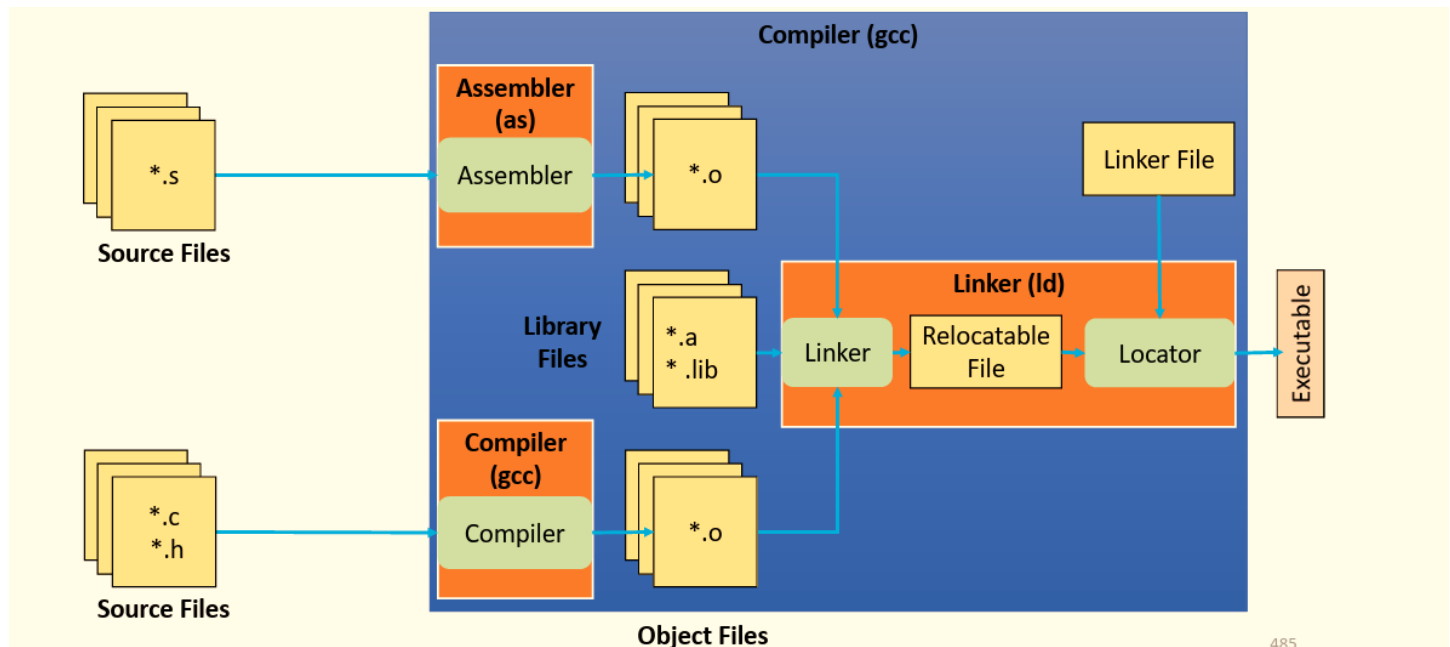 Compiler (gcc)
Assembler
(as)
Assembler
*.s
Source Files
*.o
Linker File
Library
Files
*.a
* .lib
Linker (ld)
Linker
Relocatable
File
Locator
Executable
Compiler
(gcc)
Compiler
*.c
*.h
Source Files
*.o
Object Files
485